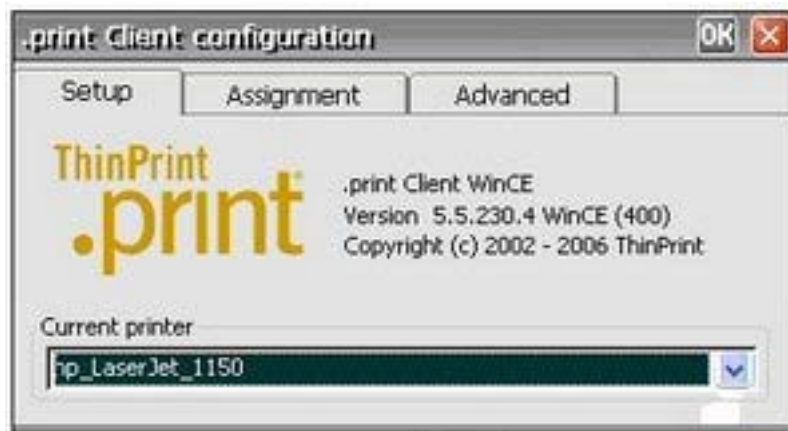 .print Client configuration OK
Setup Assignment Advanced
ThinPrint
.print
.print Client WinCE
Version 5.5.230.4 WinCE (400)
Copyright (c) 2002 - 2006 ThinPrint
Current printer
hp_LaserJet_1150